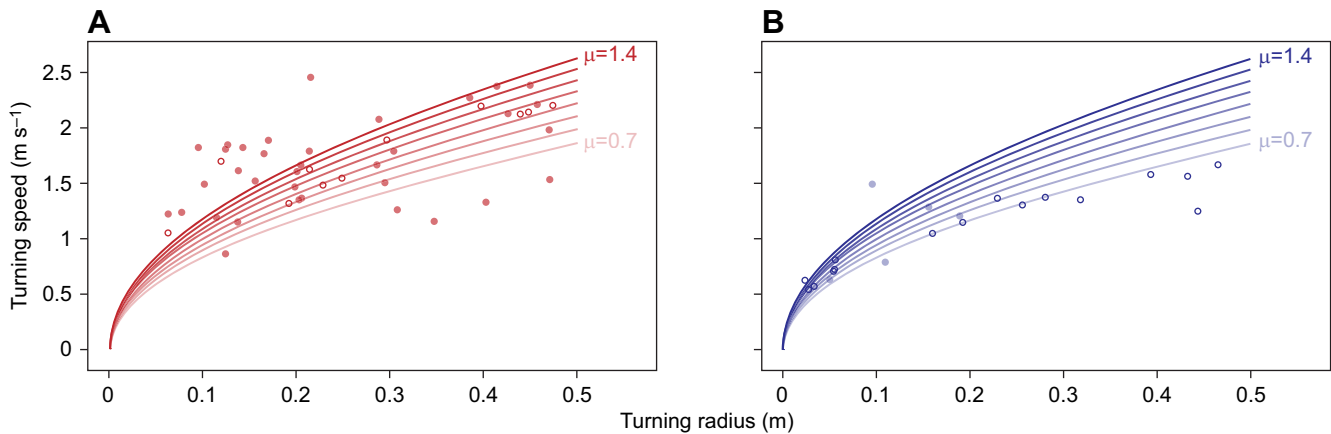 A
B
Turning speed (m s⁻¹)
2.5
2
1.5
1
0.5
0
μ=1.4
μ=0.7
μ=1.4
μ=0.7
0 0.1 0.2 0.3 0.4 0.5
0 0.1 0.2 0.3 0.4 0.5
Turning radius (m)